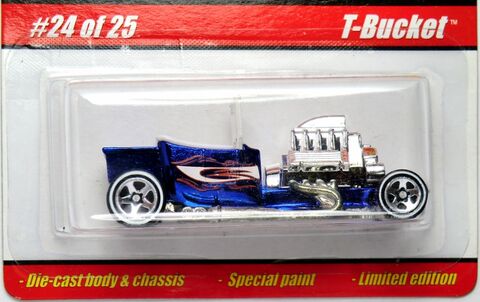 #24 of 25 T-Bucket™
- Die-cast body & chassis - Special paint - Limited edition